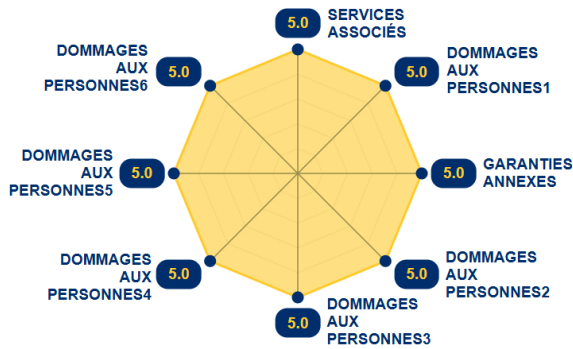 5.0
SERVICES
ASSOCIÉS
DOMMAGES
AUX
PERSONNES6
5.0
5.0
DOMMAGES
AUX
PERSONNES1
DOMMAGES
AUX
PERSONNES5
5.0
5.0
GARANTIES
ANNEXES
DOMMAGES
AUX
PERSONNES4
5.0
5.0
DOMMAGES
AUX
PERSONNES2
5.0
DOMMAGES
AUX
PERSONNES3